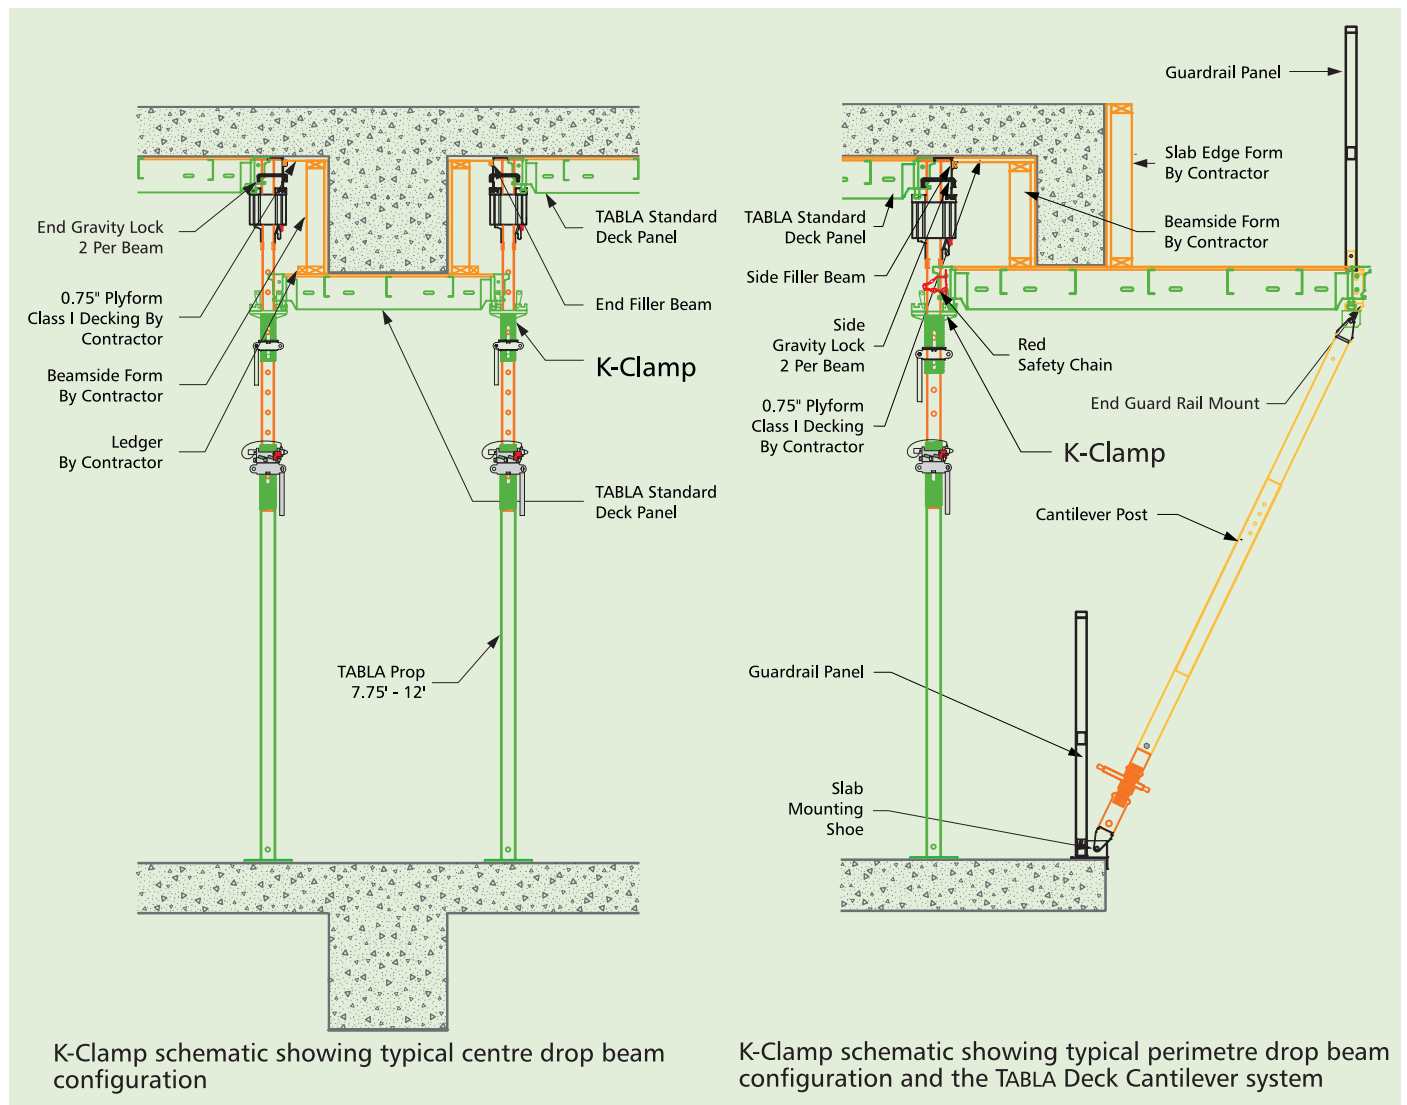 End Gravity Lock
2 Per Beam
0.75" Plyform
Class I Decking By
Contractor
Beamside Form
By Contractor
Ledger
By Contractor
TABLA Standard
Deck Panel
End Filler Beam
K-Clamp
TABLA Standard
Deck Panel
TABLA Prop
7.75' - 12'
K-Clamp schematic showing typical centre drop beam
configuration
Guardrail Panel
Slab Edge Form
By Contractor
Beamside Form
By Contractor
TABLA Standard
Deck Panel
Side Filler Beam
Side
Gravity Lock
2 Per Beam
0.75" Plyform
Class I Decking
By Contractor
Red
Safety Chain
End Guard Rail Mount
K-Clamp
Cantilever Post
Guardrail Panel
Slab
Mounting
Shoe
K-Clamp schematic showing typical perimetre drop beam
configuration and the TABLA Deck Cantilever system